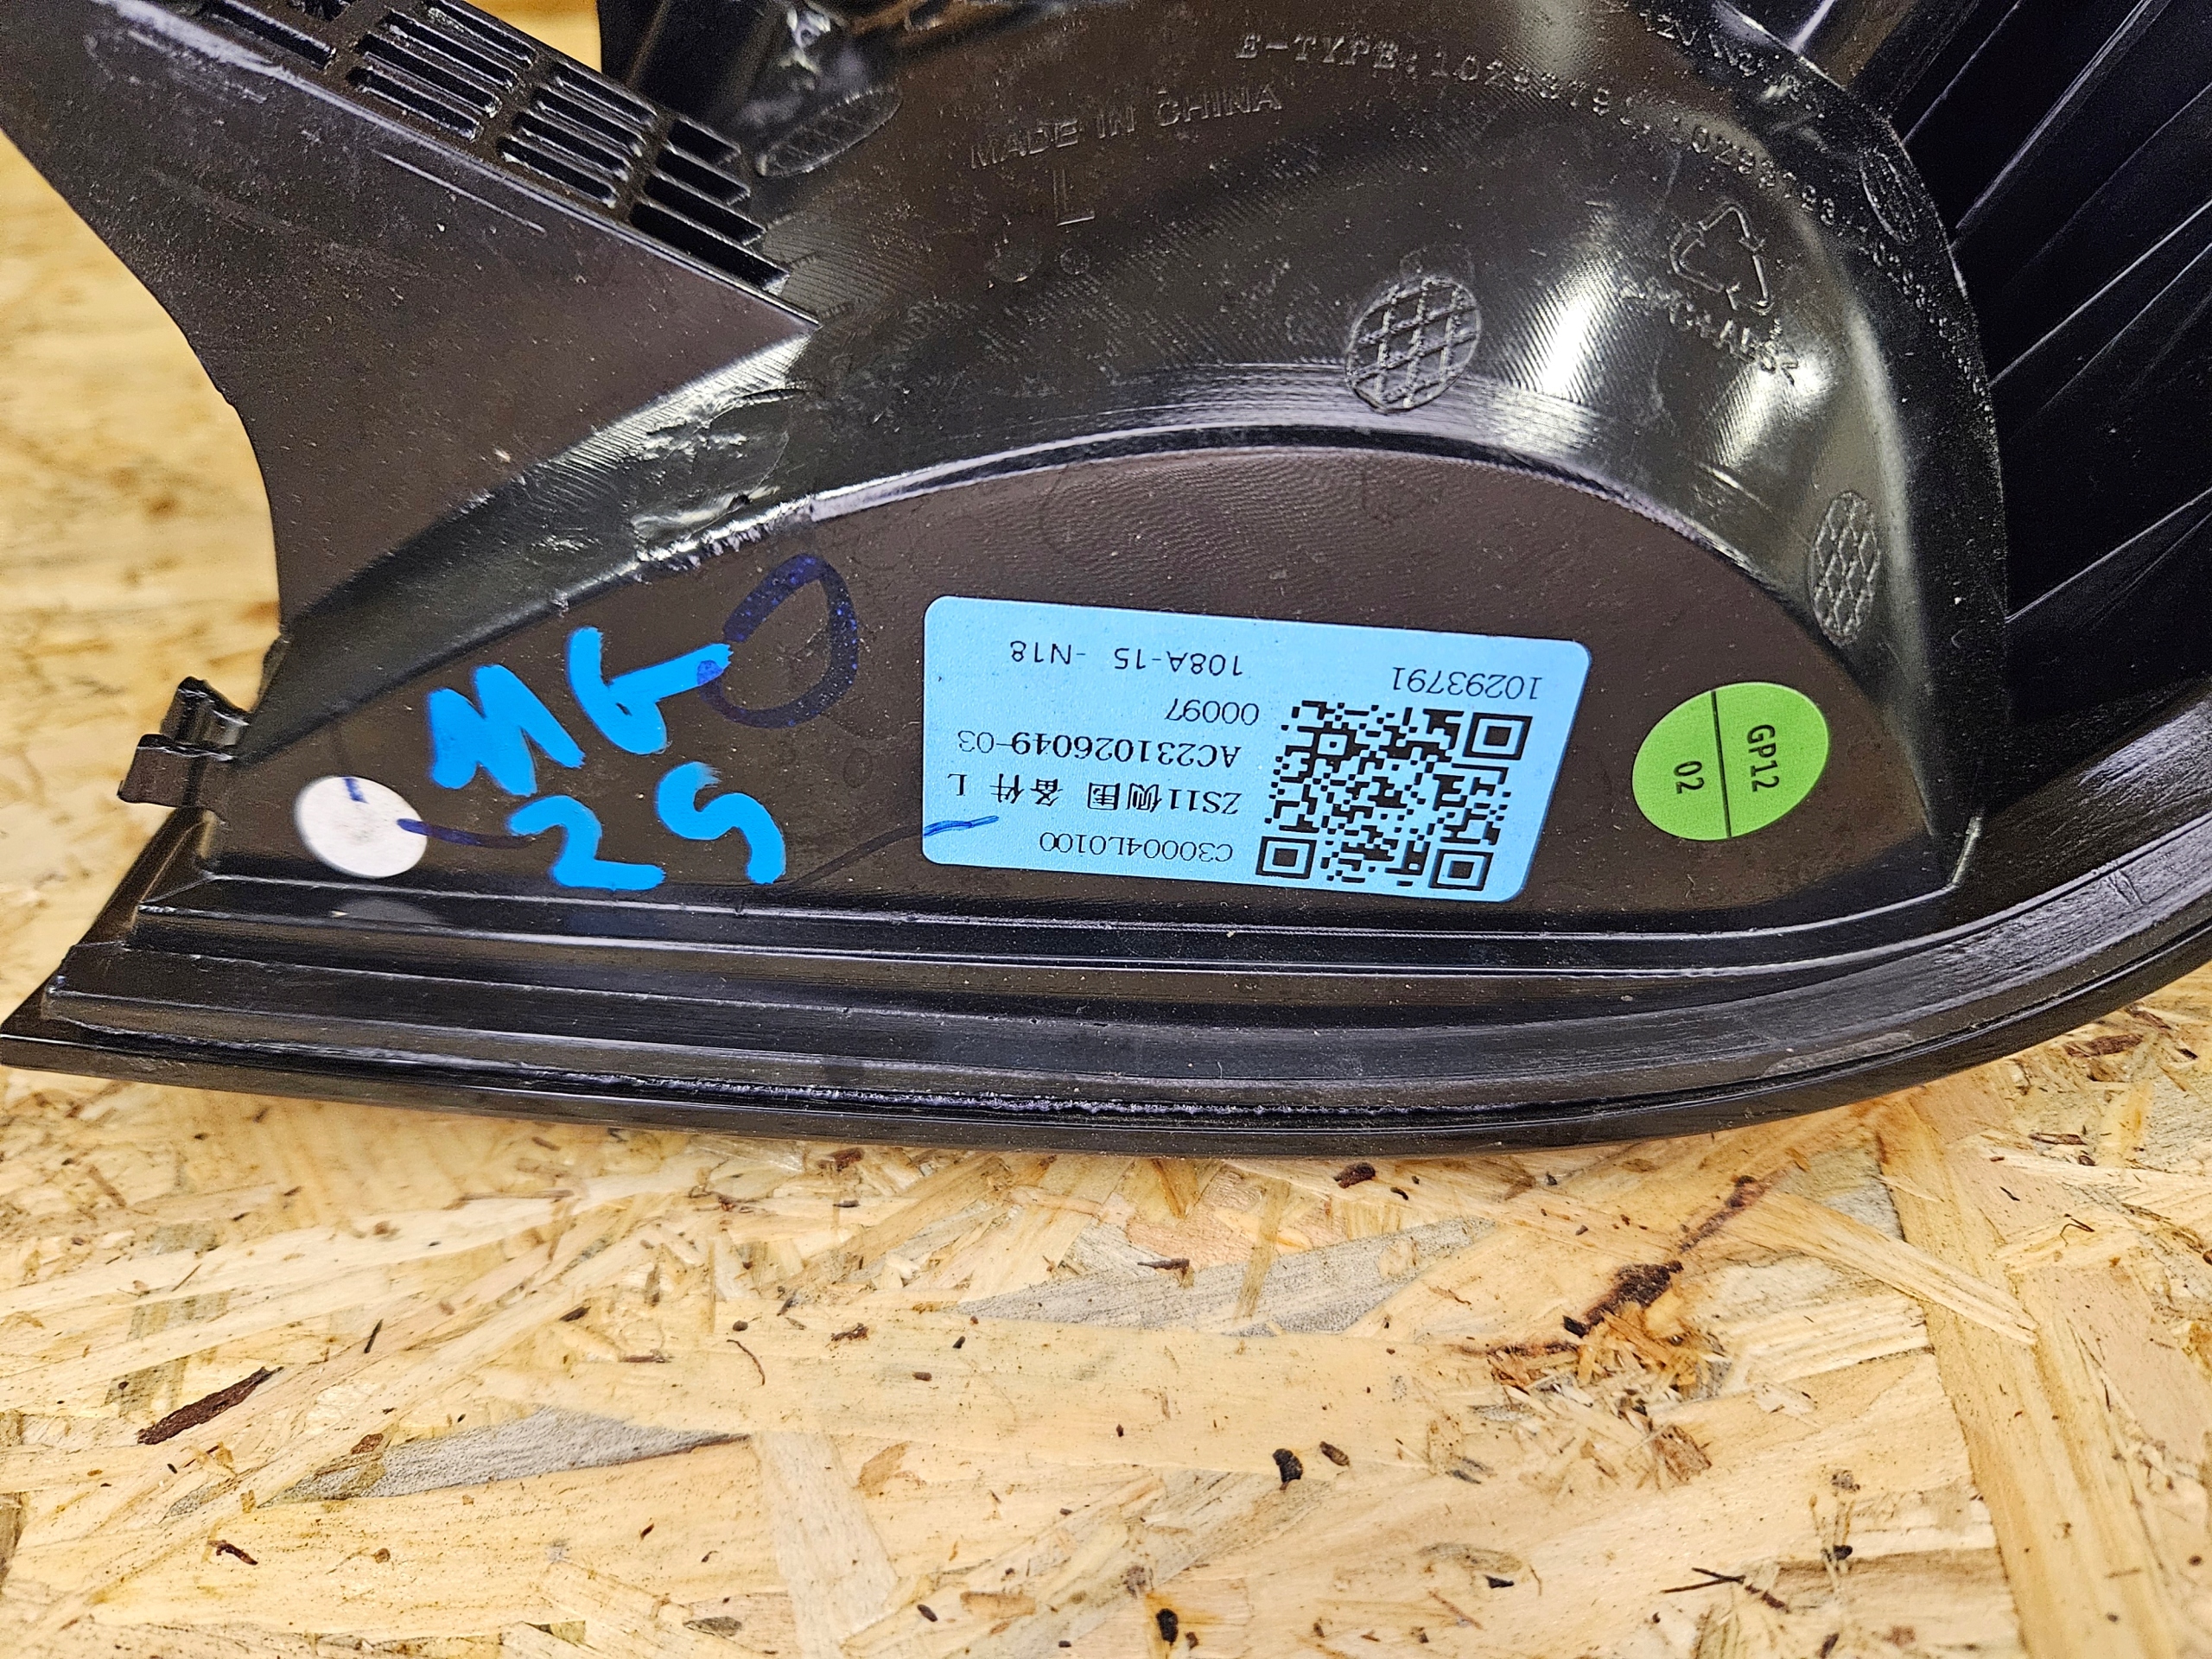 E-TYPE:
MADE IN CHINA
L
MG
ZS
C30004L0100
ZS11侧围 备件 L
AC231026049-03
00097
108A-15 -N18
10293791
GP12
02